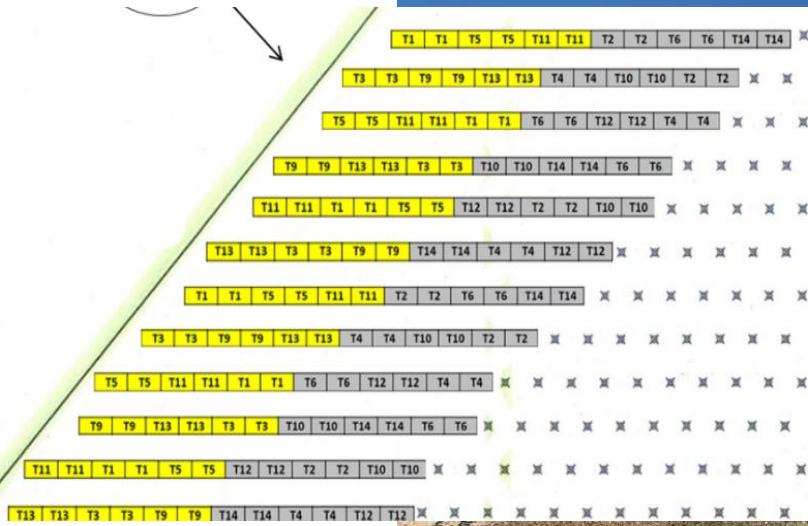 T1 T1 T5 T5 T11 T11 T2 T2 T6 T6 T14 T14
T3 T3 T9 T9 T13 T13 T4 T4 T10 T10 T2 T2
T5 T5 T11 T11 T1 T1 T6 T6 T12 T12 T4 T4
T9 T9 T13 T13 T3 T3 T10 T10 T14 T14 T6 T6
T11 T11 T1 T1 T5 T5 T12 T12 T2 T2 T10 T10
T13 T13 T3 T3 T9 T9 T14 T14 T4 T4 T12 T12
T1 T1 T5 T5 T11 T11 T2 T2 T6 T6 T14 T14
T3 T3 T9 T9 T13 T13 T4 T4 T10 T10 T2 T2
T5 T5 T11 T11 T1 T1 T6 T6 T12 T12 T4 T4
T9 T9 T13 T13 T3 T3 T10 T10 T14 T14 T6 T6
T11 T11 T1 T1 T5 T5 T12 T12 T2 T2 T10 T10
T13 T13 T3 T3 T9 T9 T14 T14 T4 T4 T12 T12